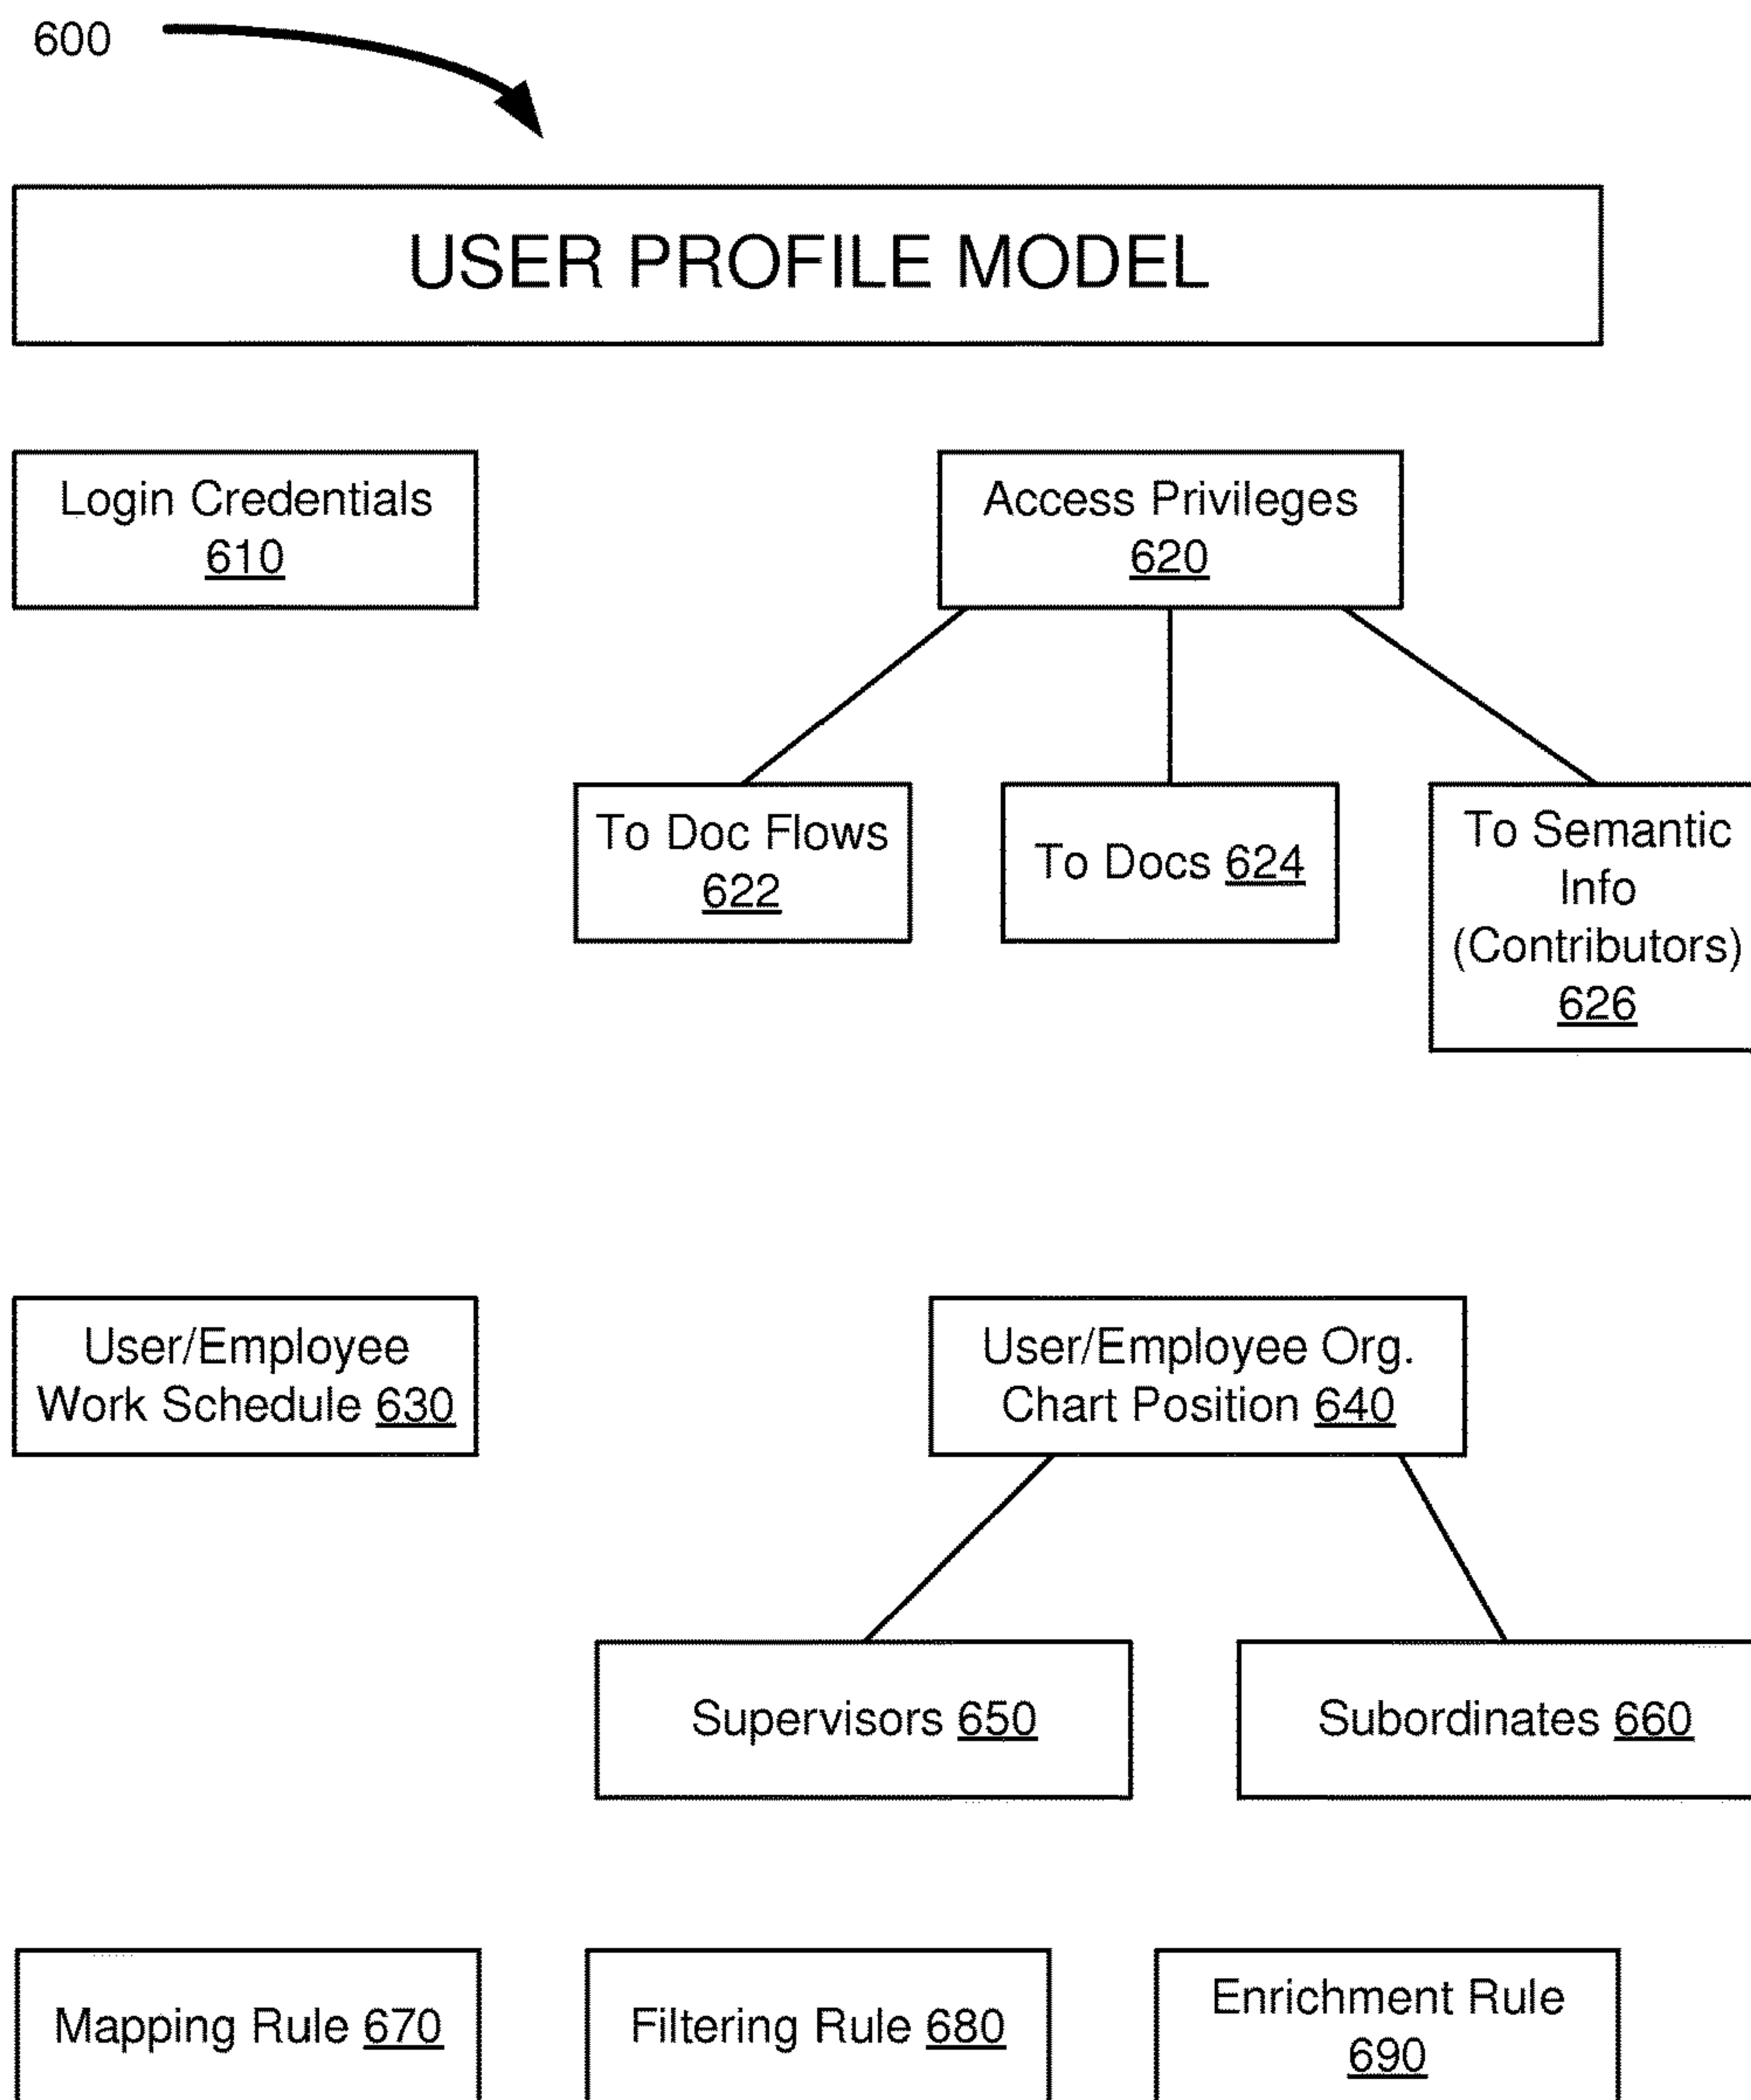 600
USER PROFILE MODEL
Login Credentials
610
Access Privileges
620
To Doc Flows
622
To Docs 624
To Semantic
Info
(Contributors)
626
User/Employee
Work Schedule 630
User/Employee Org.
Chart Position 640
Supervisors 650
Subordinates 660
Mapping Rule 670
Filtering Rule 680
Enrichment Rule
690